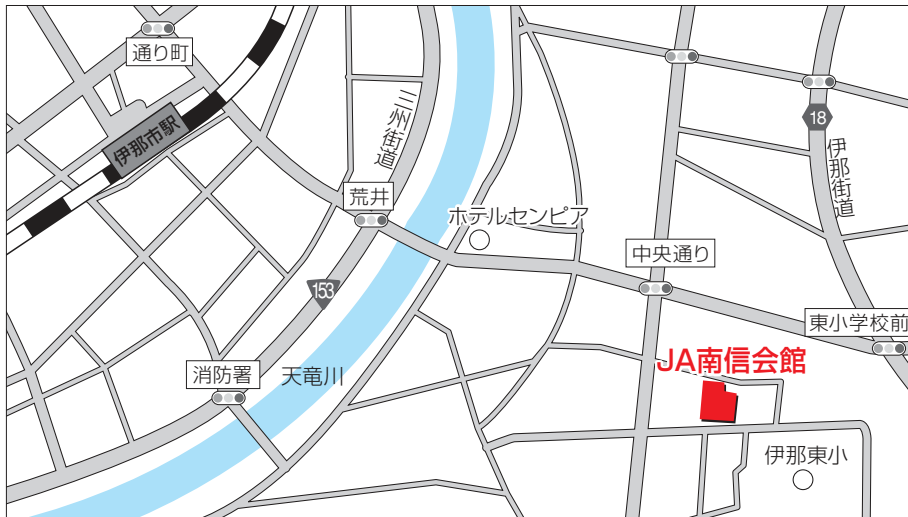 通り町
伊那市駅
三州街道
荒井
ホテルセンピア
18
伊那街道
中央通り
153
東小学校前
JA南信会館
消防署
天竜川
伊那東小